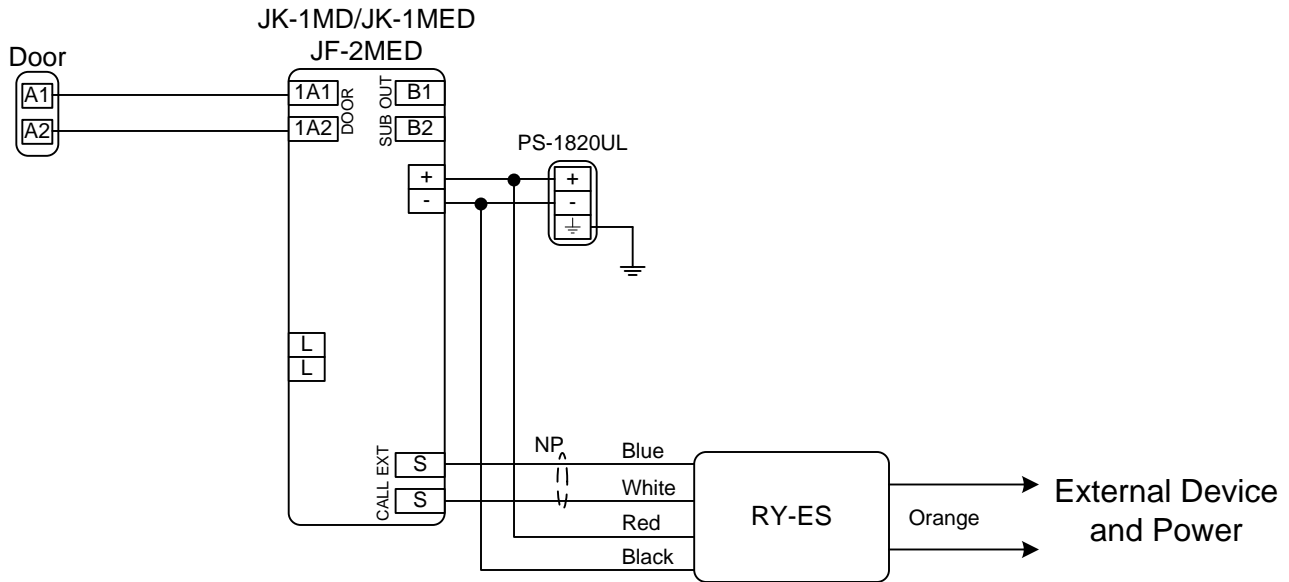 JK-1MD/JK-1MED
JF-2MED
Door
A1
A2
1A1
1A2
DOOR
SUB OUT
B1
B2
+
-
PS-1820UL
+
-
L
L
CALL EXT
S
S
NP
Blue
White
Red
Black
RY-ES
Orange
External Device
and Power